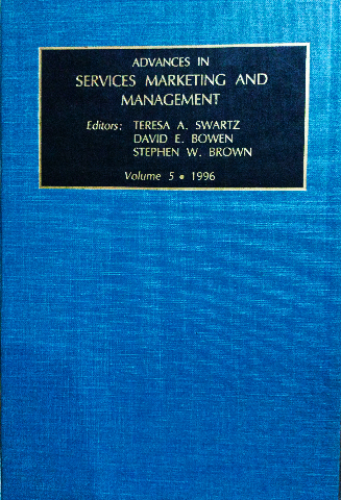 ADVANCES IN
SERVICES MARKETING AND
MANAGEMENT
Editors: TERESA A. SWARTZ
DAVID E. BOWEN
STEPHEN W. BROWN
Volume 5 • 1996